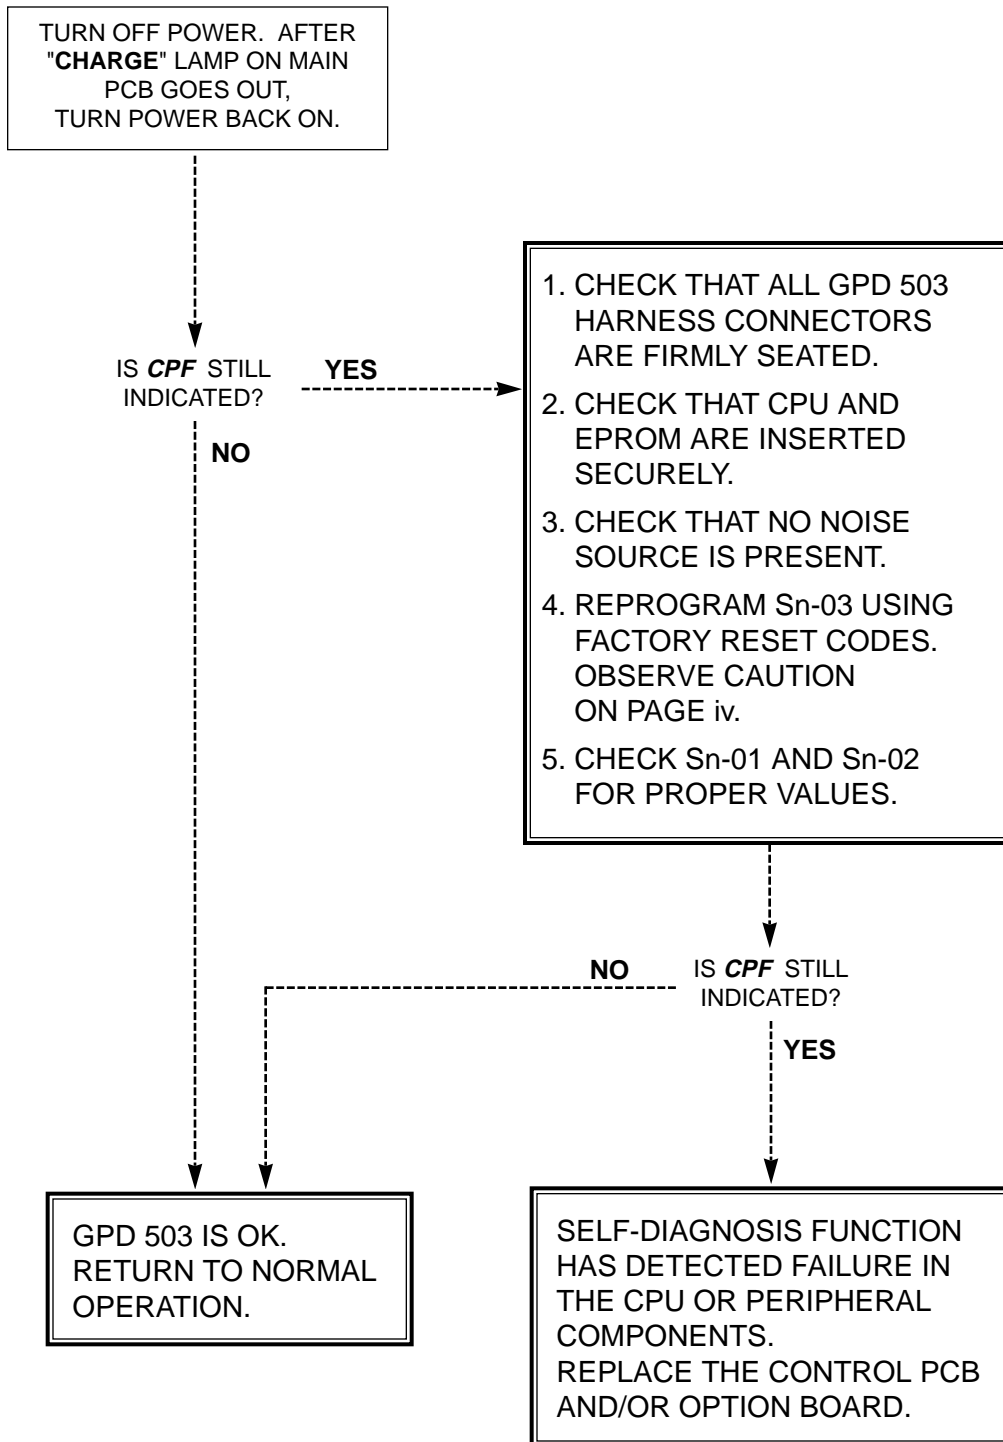 TURN OFF POWER. AFTER
"CHARGE" LAMP ON MAIN
PCB GOES OUT,
TURN POWER BACK ON.
IS CPF STILL
INDICATED?
YES
NO
1. CHECK THAT ALL GPD 503
HARNESS CONNECTORS
ARE FIRMLY SEATED.
2. CHECK THAT CPU AND
EPROM ARE INSERTED
SECURELY.
3. CHECK THAT NO NOISE
SOURCE IS PRESENT.
4. REPROGRAM Sn-03 USING
FACTORY RESET CODES.
OBSERVE CAUTION
ON PAGE iv.
5. CHECK Sn-01 AND Sn-02
FOR PROPER VALUES.
NO
IS CPF STILL
INDICATED?
YES
GPD 503 IS OK.
RETURN TO NORMAL
OPERATION.
SELF-DIAGNOSIS FUNCTION
HAS DETECTED FAILURE IN
THE CPU OR PERIPHERAL
COMPONENTS.
REPLACE THE CONTROL PCB
AND/OR OPTION BOARD.